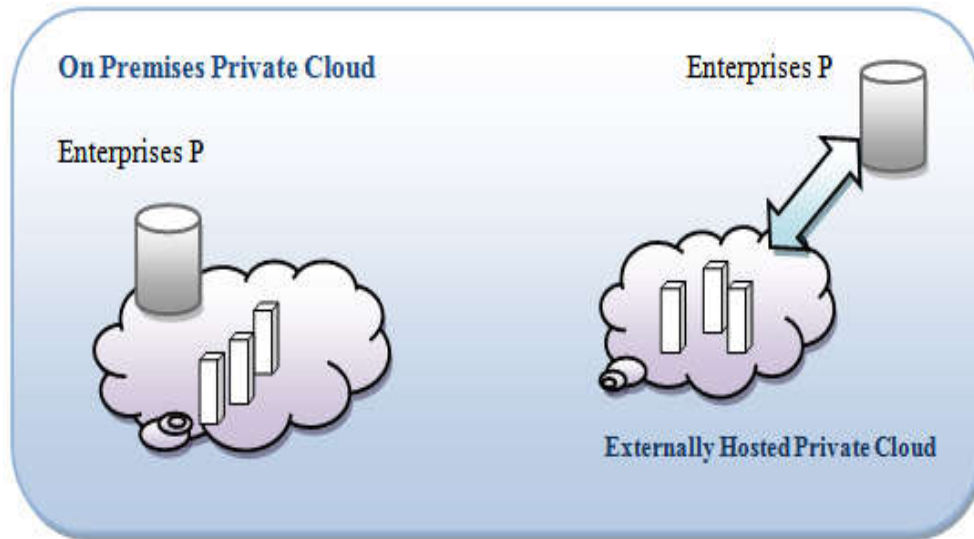 On Premises Private Cloud
Enterprises P
Enterprises P
Externally Hosted Private Cloud